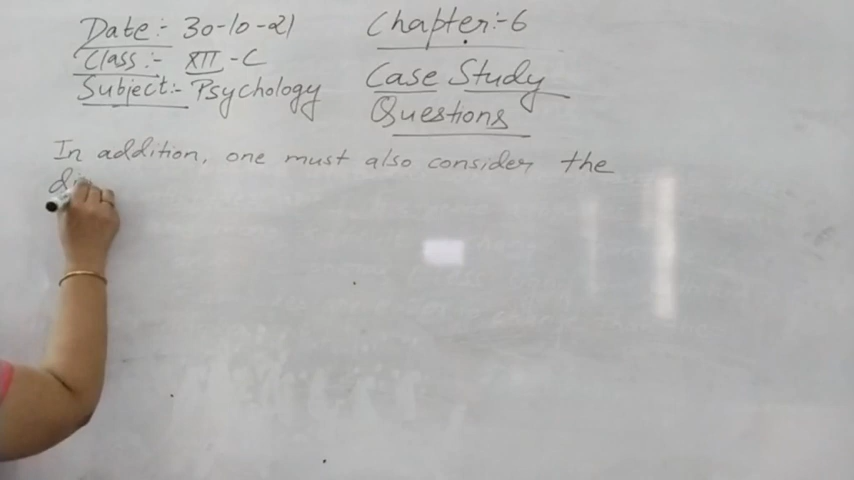 Date:- 30-10-21
Class:- XII-C
Subject:- Psychology
Chapter:-6
Case Study
Questions
In addition, one must also consider the